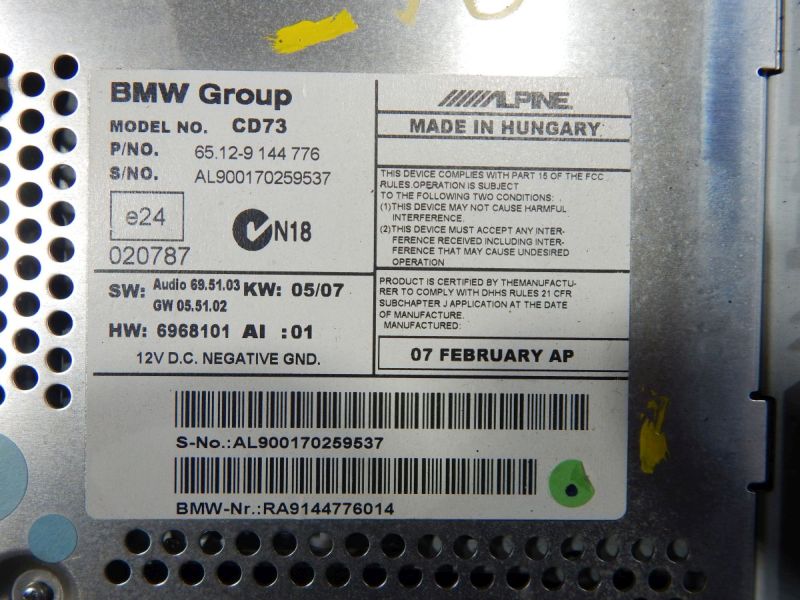 BMW Group
MODEL NO. CD73
P/NO. 65.12-9 144 776
S/NO. AL900170259537
e24
020787
N18
SW: Audio 69.51.03 KW: 05/07
GW 05.51.02
HW: 6968101 AI :01
12V D.C. NEGATIVE GND.
ALPINE
MADE IN HUNGARY
THIS DEVICE COMPLIES WITH PART 15 OF THE FCC
RULES.OPERATION IS SUBJECT
TO THE FOLLOWING TWO CONDITIONS:
(1)THIS DEVICE MAY NOT CAUSE HARMFUL
INTERFERENCE.
(2)THIS DEVICE MUST ACCEPT ANY INTER-
FERENCE RECEIVED INCLUDING INTER-
FERENCE THAT MAY CAUSE UNDESIRED
OPERATION
PRODUCT IS CERTIFIED BY THEMANUFACTU-
RER TO COMPLY WITH DHHS RULES 21 CFR
SUBCHAPTER J APPLICATION AT THE DATE
OF MANUFACTURE.
MANUFACTURED:
07 FEBRUARY AP
S-No.:AL900170259537
BMW-Nr.:RA9144776014